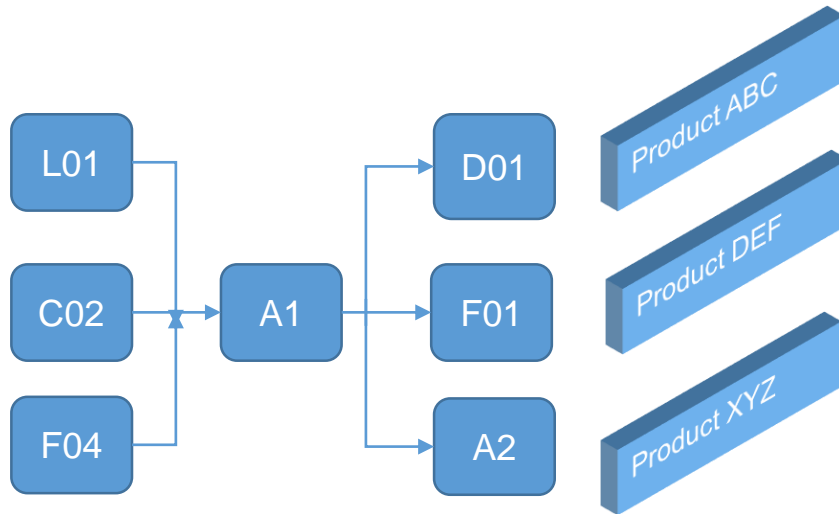 L01
C02
F04
A1
D01
F01
A2
Product ABC
Product DEF
Product XYZ